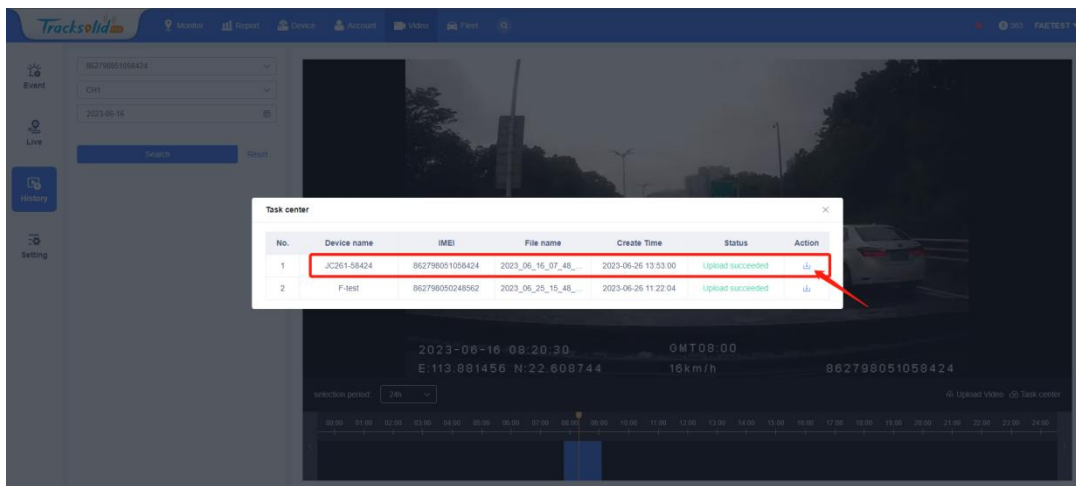 Tracksolid Monitor Report Device Account Video Fleet 363 FAETEST
Event
Live
History
Setting
862798051058424
CH1
2023-06-16
Search Reset
Task center
No. Device name IMEI File name Create Time Status Action
1 JC261-58424 862798051058424 2023_06_16_07_48_... 2023-06-26 13:53:00 Upload succeeded
2 F-test 862798050248562 2023_06_25_15_48_... 2023-06-26 11:22:04 Upload succeeded
2023-06-16 08:20:30 GMT08:00
E:113.881456 N:22.608744 16km/h 862798051058424
selection period: 24h Upload Video Task center
00:00 01:00 02:00 03:00 04:00 05:00 06:00 07:00 08:00 09:00 10:00 11:00 12:00 13:00 14:00 15:00 16:00 17:00 18:00 19:00 20:00 21:00 22:00 23:00 24:00